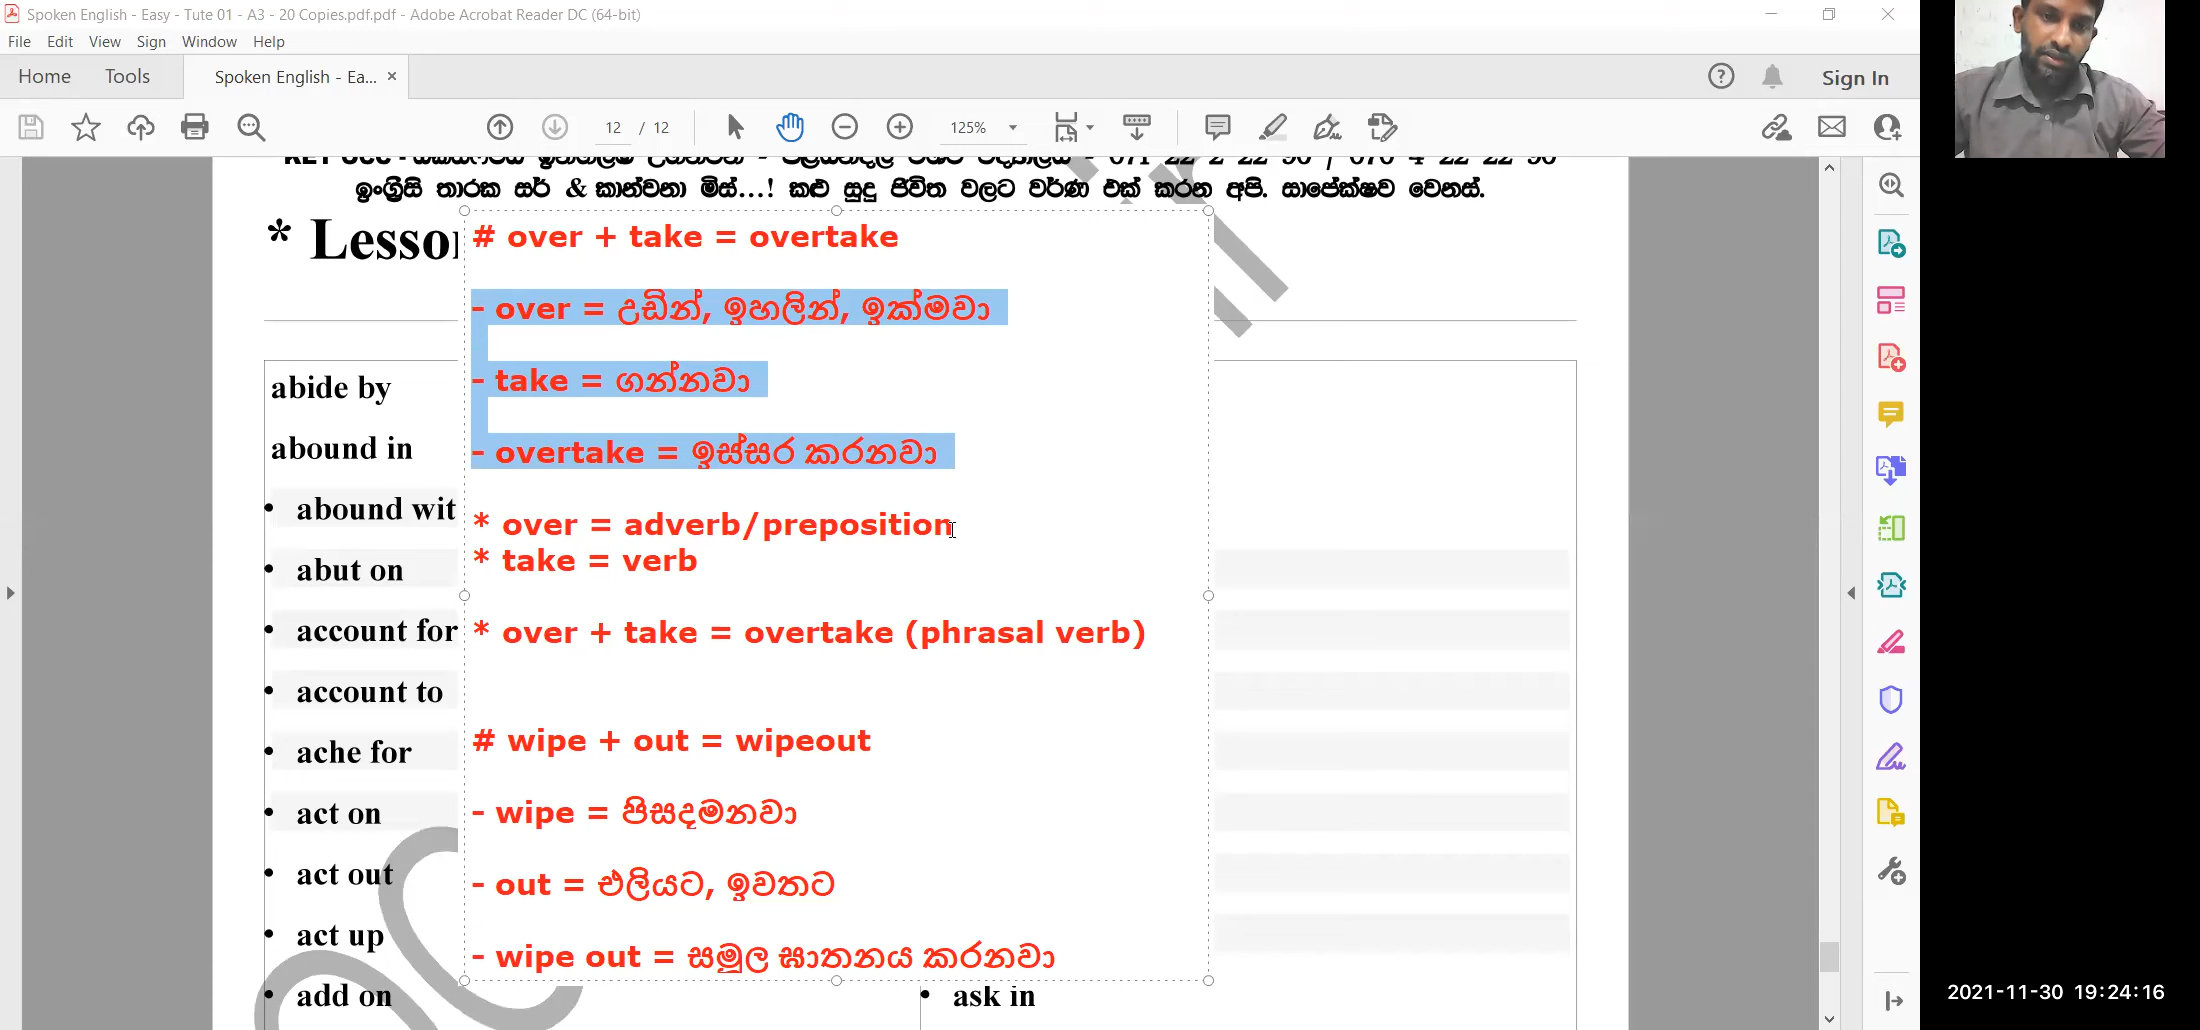 Spoken English - Easy - Tute 01 - A3 - 20 Copies.pdf.pdf - Adobe Acrobat Reader DC (64-bit)
File Edit View Sign Window Help
Home Tools Spoken English - Ea... × Sign In
12 / 12 125%
ඉංග්‍රීසි තාරක සර් & කාන්චනා මිස්...! කළු සුදු ජීවිත වලට වර්ණ එක් කරන අපි. සාපේක්ෂව වෙනස්.
* Lesson
# over + take = overtake
- over = උඩින්, ඉහලින්, ඉක්මවා
- take = ගන්නවා
- overtake = ඉස්සර කරනවා
* over = adverb/preposition
* take = verb
* over + take = overtake (phrasal verb)
# wipe + out = wipeout
- wipe = පිසදමනවා
- out = එලියට, ඉවතට
- wipe out = සමුල ඝාතනය කරනවා
abide by
abound in
• abound wit
• abut on
• account for
• account to
• ache for
• act on
• act out
• act up
• add on
• ask in
2021-11-30 19:24:16